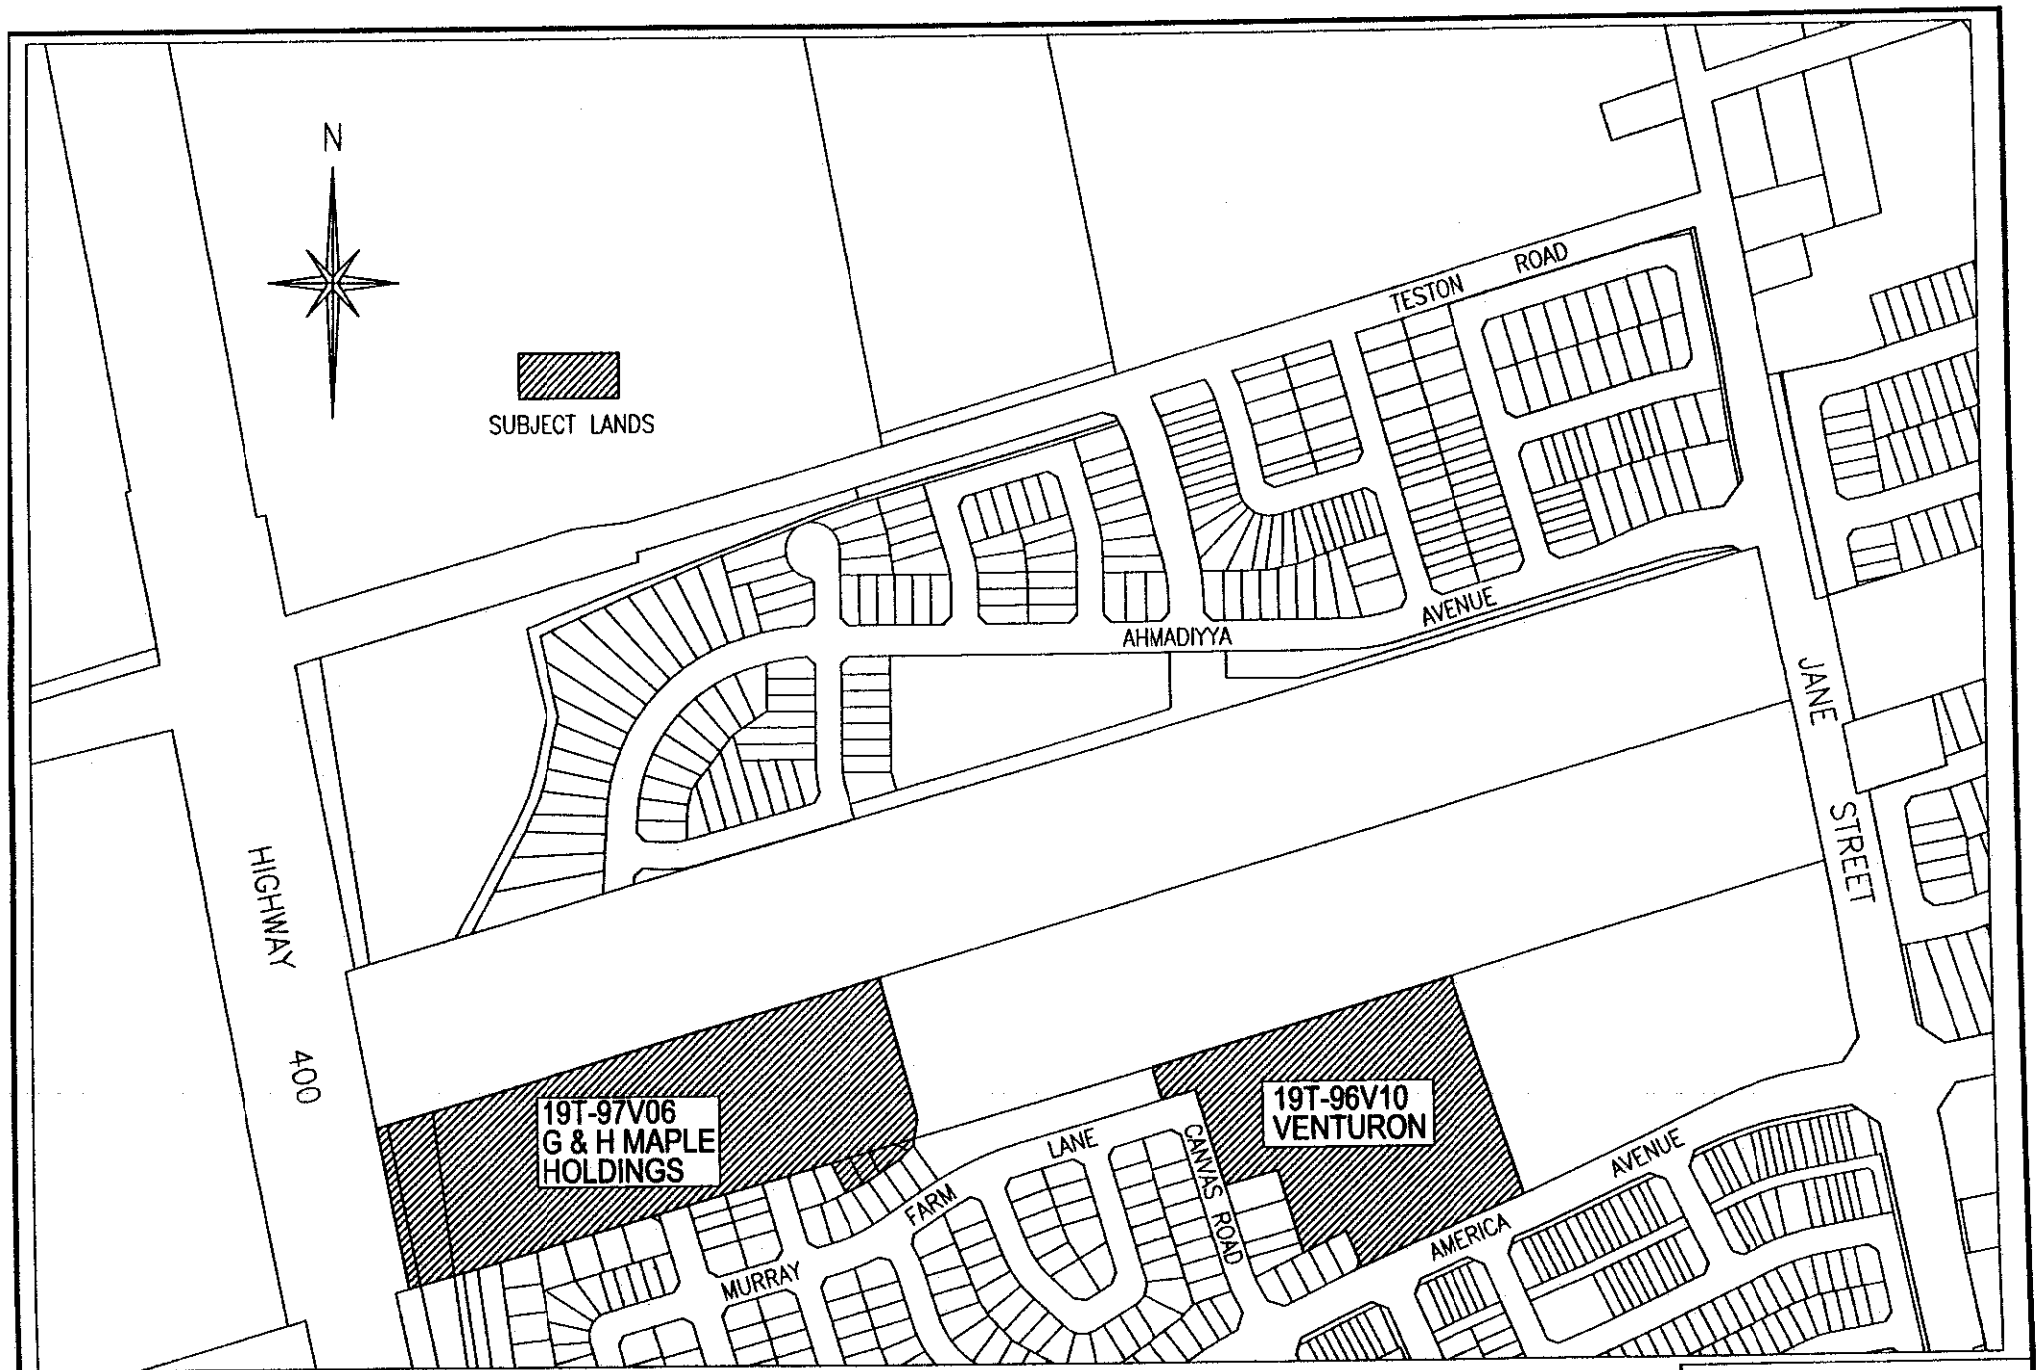 N
SUBJECT LANDS
TESTON ROAD
AHMADIYYA AVENUE
JANE STREET
HIGHWAY 400
19T-97V06
G & H MAPLE
HOLDINGS
19T-96V10
VENTURON
MURRAY FARM LANE
CANVAS ROAD
AMERICA AVENUE